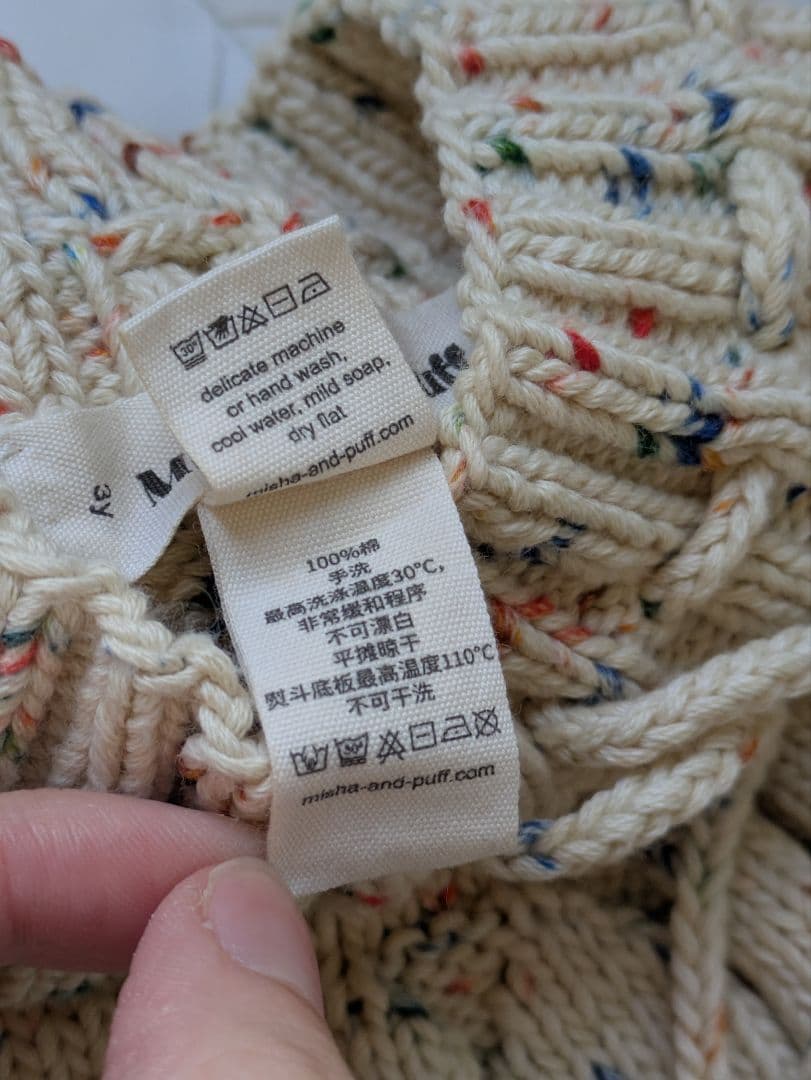 30°
delicate machine
or hand wash,
cool water, mild soap,
dry flat
misha-and-puff.com
3y
100%棉
手洗
最高洗涤温度30°C,
非常缓和程序
不可漂白
平摊晾干
熨斗底板最高温度110°C
不可干洗
30°
misha-and-puff.com